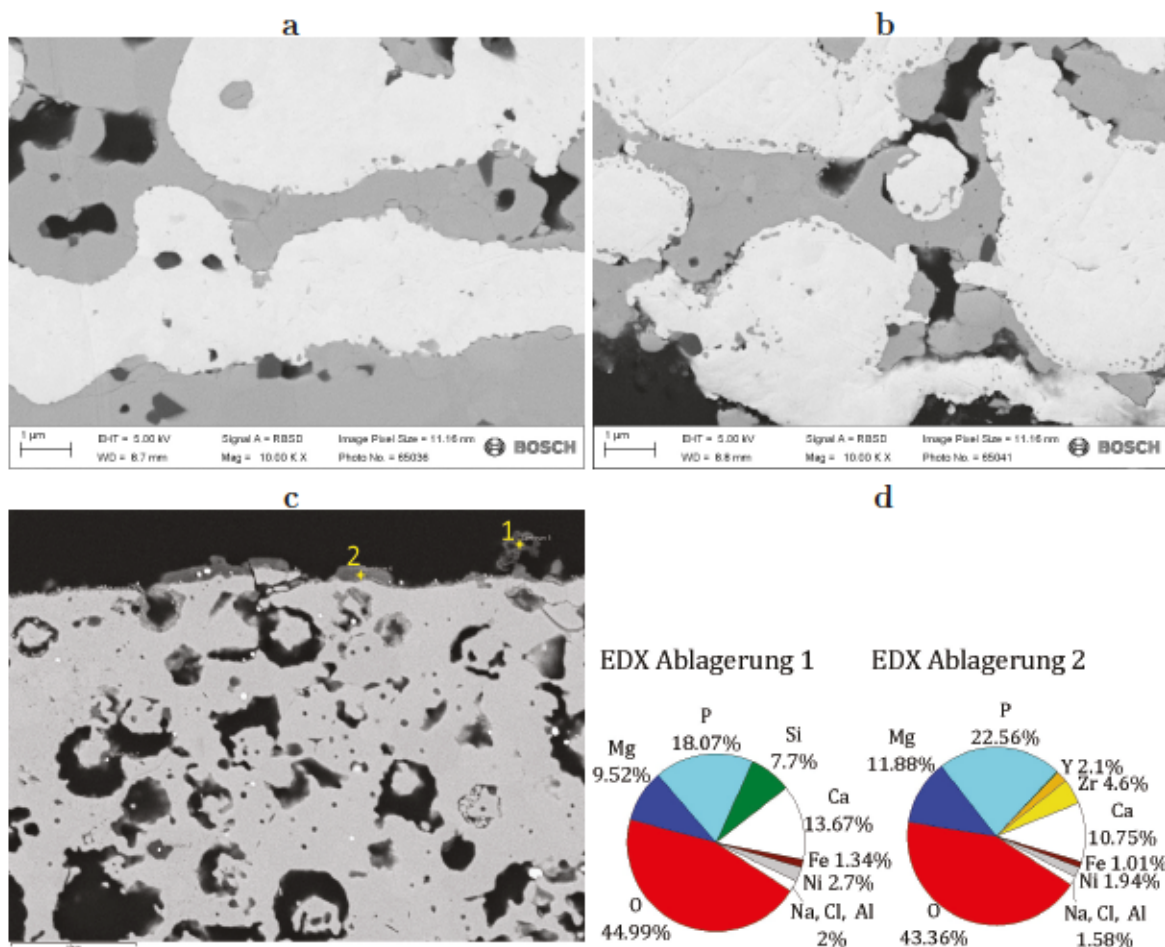 a
b
1 µm
EHT = 5.00 kV
Signal A = RBSD
Image Pixel Size = 11.16 nm
WD = 6.7 mm
Mag = 10.00 K X
Photo No. = 65036
BOSCH
1 µm
EHT = 5.00 kV
Signal A = RBSD
Image Pixel Size = 11.16 nm
WD = 6.6 mm
Mag = 10.00 K X
Photo No. = 65041
BOSCH
c
d
1
2
EDX Ablagerung 1
P
18.07%
Si
7.7%
Mg
9.52%
Ca
13.67%
Fe 1.34%
Ni 2.7%
Na, Cl, Al
2%
O
44.99%
EDX Ablagerung 2
P
22.56%
Mg
11.88%
Y 2.1%
Zr 4.6%
Ca
10.75%
Fe 1.01%
Ni 1.94%
Na, Cl, Al
1.58%
O
43.36%